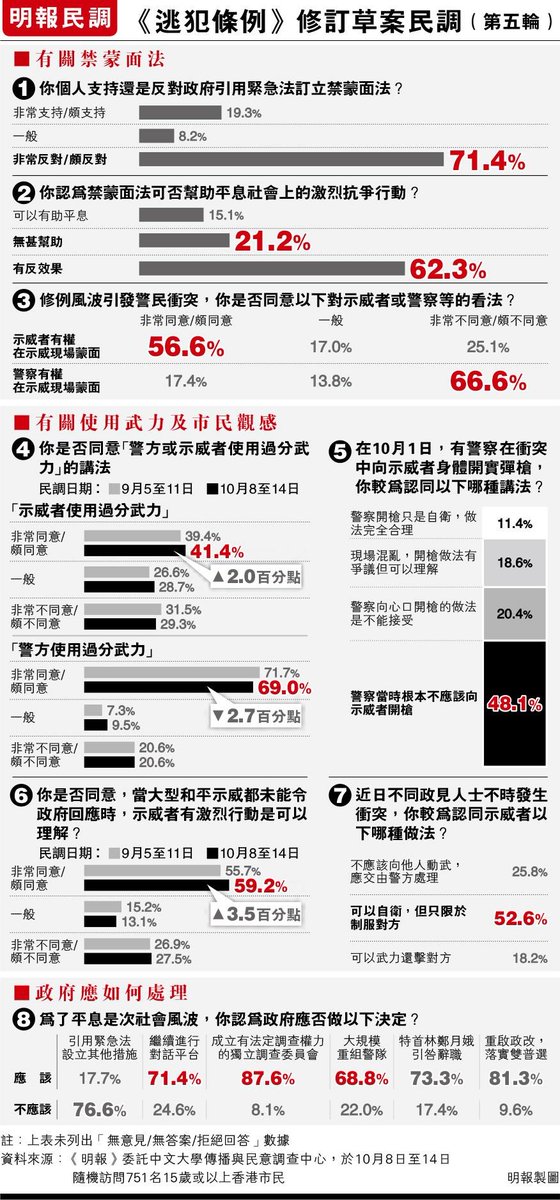 明報民調 《逃犯條例》修訂草案民調(第五輪)
■有關禁蒙面法
1 你個人支持還是反對政府引用緊急法訂立禁蒙面法？
非常支持/頗支持 19.3%
一般 8.2%
非常反對/頗反對 71.4%
2 你認為禁蒙面法可否幫助平息社會上的激烈抗爭行動？
可以有助平息 15.1%
無甚幫助 21.2%
有反效果 62.3%
3 修例風波引發警民衝突，你是否同意以下對示威者或警察等的看法？
非常同意/頗同意 一般 非常不同意/頗不同意
示威者有權
在示威現場蒙面 56.6% 17.0% 25.1%
警察有權
在示威現場蒙面 17.4% 13.8% 66.6%
■有關使用武力及市民觀感
4 你是否同意「警方或示威者使用過分武
力」的講法
民調日期： 9月5至11日 10月8至14日
「示威者使用過分武力」
非常同意/
頗同意 39.4%
41.4%
▲2.0百分點
一般 26.6%
28.7%
非常不同意/
頗不同意 31.5%
29.3%
「警方使用過分武力」
非常同意/
頗同意 71.7%
69.0%
▼2.7百分點
一般 7.3%
9.5%
非常不同意/
頗不同意 20.6%
20.6%
5 在10月1日，有警察在衝突
中向示威者身體開實彈槍，
你較為認同以下哪種講法？
警察開槍只是自衛，做
法完全合理 11.4%
現場混亂，開槍做法有
爭議但可以理解 18.6%
警察向心口開槍的做法
是不能接受 20.4%
警察當時根本不應該向
示威者開槍 48.1%
6 你是否同意，當大型和平示威都未能令
政府回應時，示威者有激烈行動是可以
理解？
民調日期： 9月5至11日 10月8至14日
非常同意/
頗同意 55.7%
59.2%
▲3.5百分點
一般 15.2%
13.1%
非常不同意/
頗不同意 26.9%
27.5%
7 近日不同政見人士不時發生
衝突，你較為認同示威者以
下哪種做法？
不應該向他人動武，
應交由警方處理 25.8%
可以自衛，但只限於
制服對方 52.6%
可以武力還擊對方 18.2%
■政府應如何處理
8 為了平息是次社會風波，你認為政府應否做以下決定？
引用緊急法 繼續進行 成立有法定調查權力 大規模 特首林鄭月娥 重啟政改，
設立其他措施 對話平台 的獨立調查委員會 重組警隊 引咎辭職 落實雙普選
應該 17.7% 71.4% 87.6% 68.8% 73.3% 81.3%
不應該 76.6% 24.6% 8.1% 22.0% 17.4% 9.6%
註：上表未列出「無意見/無答案/拒絕回答」數據
資料來源：《明報》委託中文大學傳播與民意調查中心，於10月8日至14日
隨機訪問751名15歲或以上香港市民 明報製圖